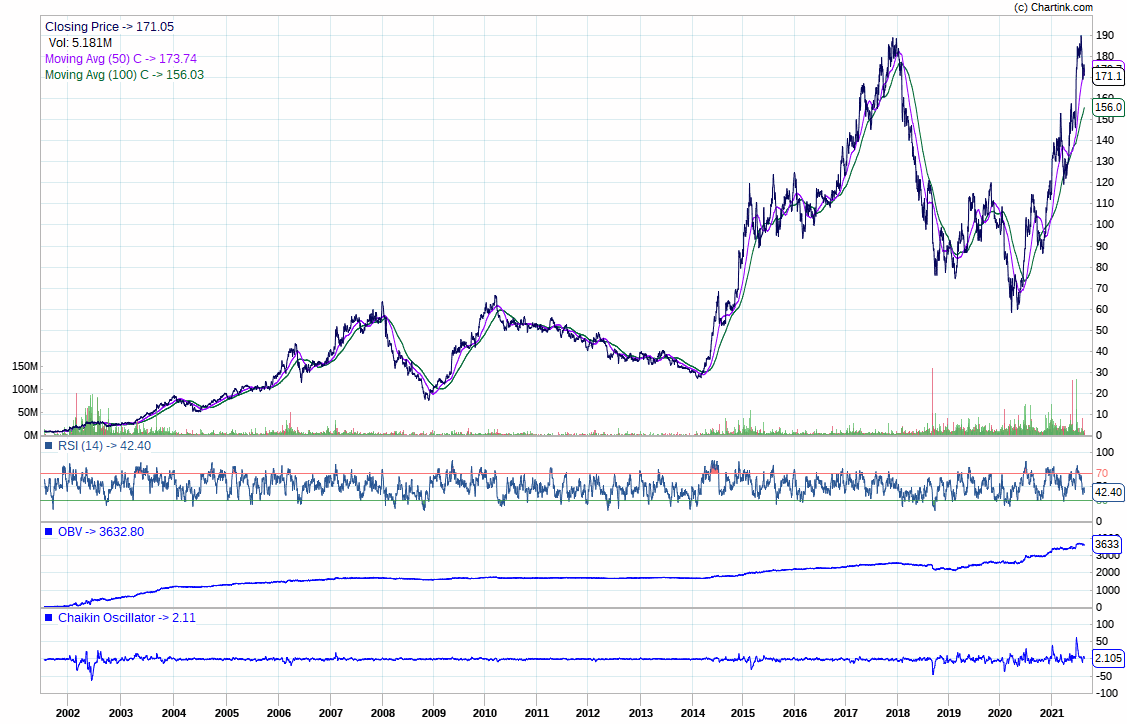 (c) Chartink.com
Closing Price -> 171.05
Vol: 5.181M
Moving Avg (50) C -> 173.74
Moving Avg (100) C -> 156.03
190
180
171.1
160
156.0
150
140
130
120
110
100
90
80
70
60
50
40
30
20
10
0
150M
100M
50M
0M
RSI (14) -> 42.40
100
70
42.40
0
OBV -> 3632.80
3633
3000
2000
1000
0
Chaikin Oscillator -> 2.11
100
50
2.105
-50
-100
2002 2003 2004 2005 2006 2007 2008 2009 2010 2011 2012 2013 2014 2015 2016 2017 2018 2019 2020 2021